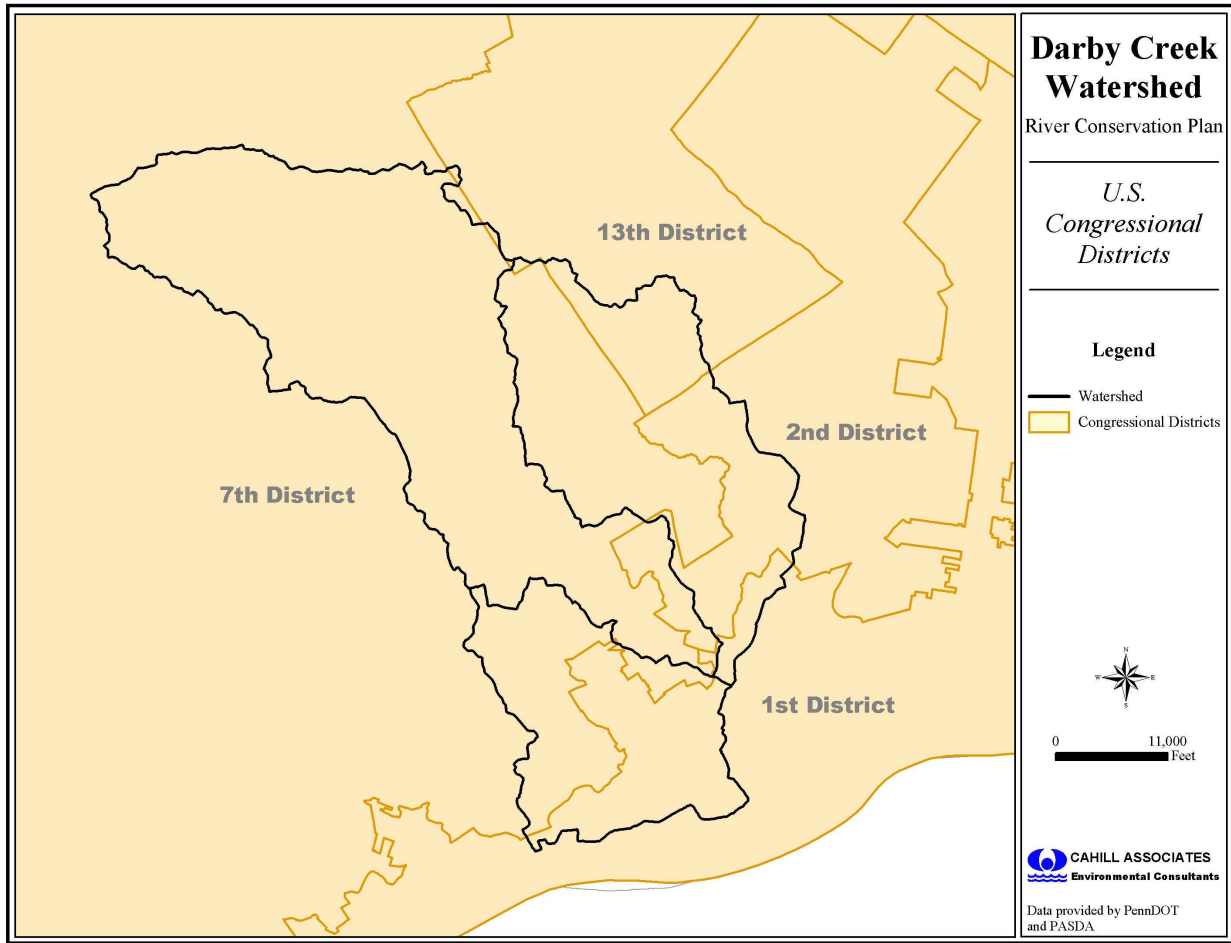 Darby Creek
Watershed
River Conservation Plan
U.S.
Congressional
Districts
Legend
Watershed
Congressional Districts
13th District
2nd District
7th District
1st District
N
W E
S
0 11,000
Feet
CAHILL ASSOCIATES
Environmental Consultants
Data provided by PennDOT
and PASDA